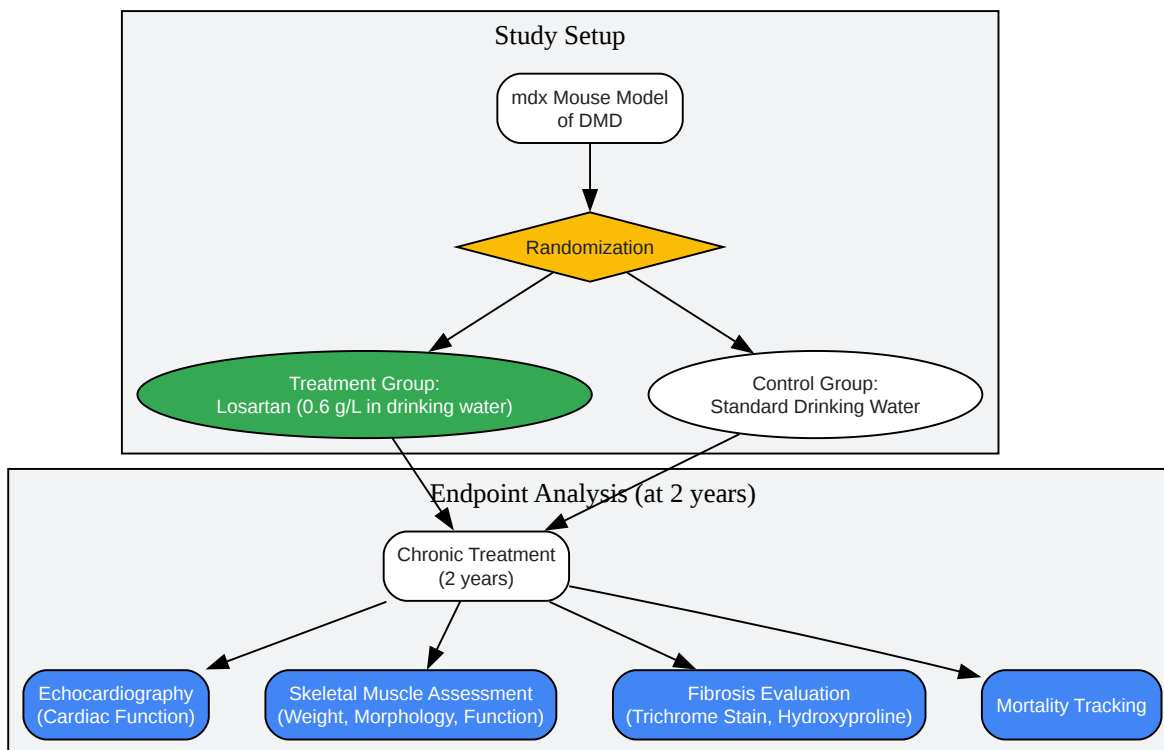 Study Setup
mdx Mouse Model
of DMD
Randomization
Treatment Group:
Losartan (0.6 g/L in drinking water)
Control Group:
Standard Drinking Water
Endpoint Analysis (at 2 years)
Chronic Treatment
(2 years)
Echocardiography
(Cardiac Function)
Skeletal Muscle Assessment
(Weight, Morphology, Function)
Fibrosis Evaluation
(Trichrome Stain, Hydroxyproline)
Mortality Tracking